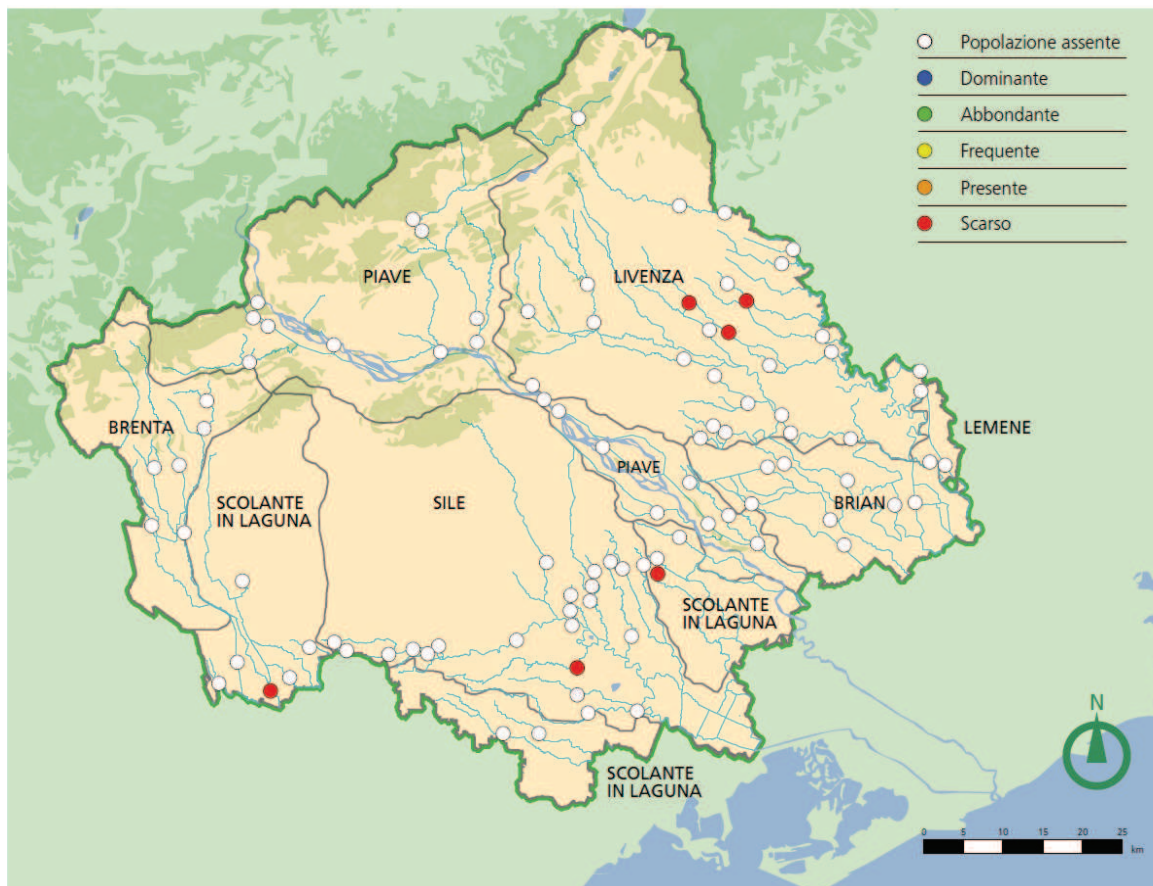 Popolazione assente
Dominante
Abbondante
Frequente
Presente
Scarso
PIAVE
LIVENZA
BRENTA
LEMENE
SCOLANTE
IN LAGUNA
SILE
PIAVE
BRIAN
SCOLANTE
IN LAGUNA
SCOLANTE
IN LAGUNA
N
0 5 10 15 20 25
km